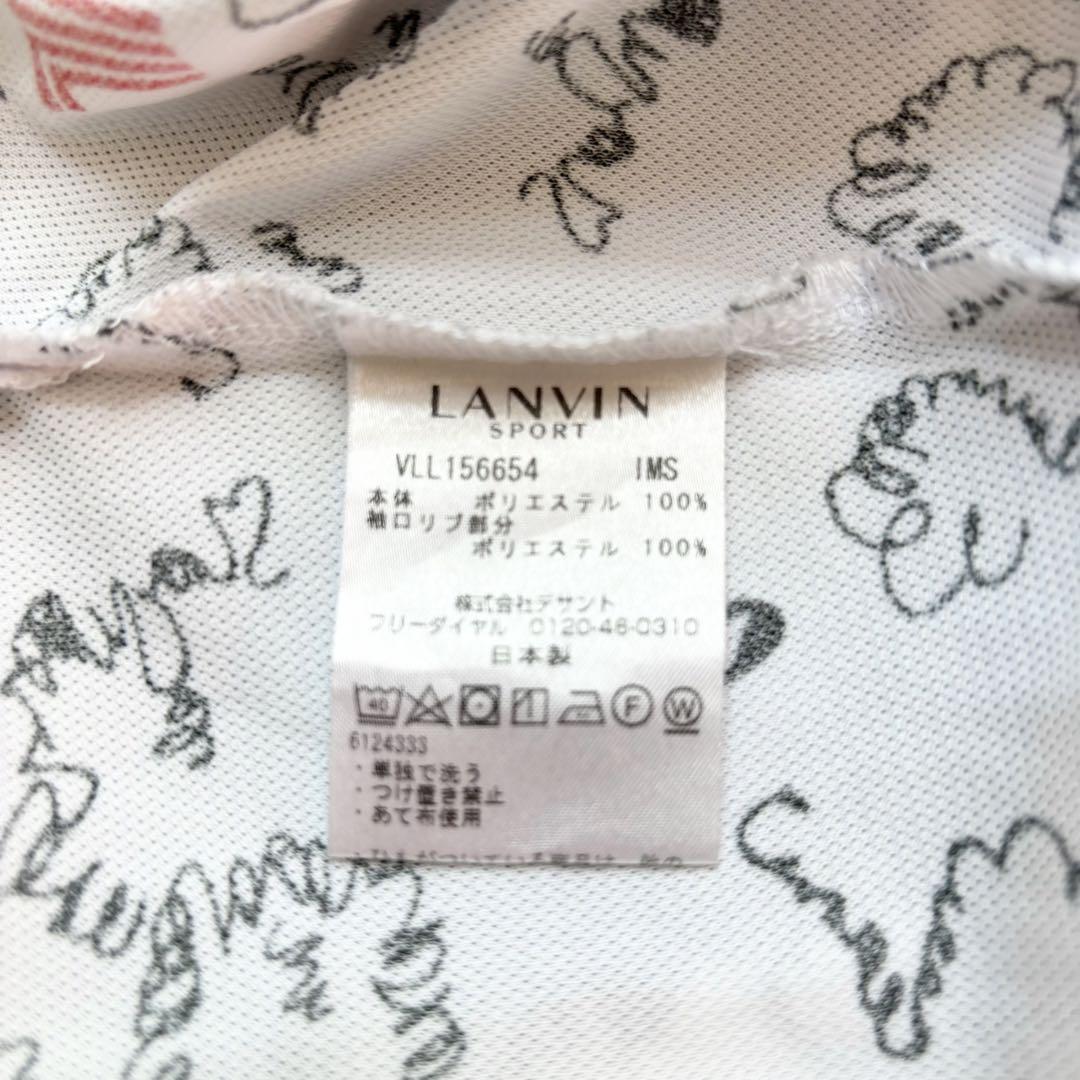 LANVIN
SPORT
VLL156654 IMS
本体 ポリエステル 100%
袖口リブ部分
ポリエステル 100%
株式会社デサント
フリーダイヤル 0120-46-0310
日本製
40
F
W
6124333
・単独で洗う
・つけ置き禁止
・あて布使用